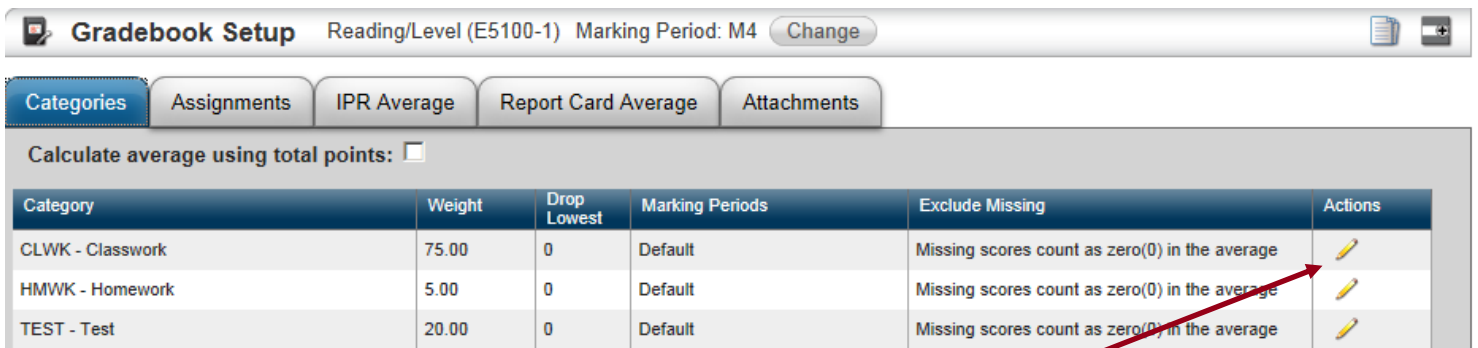 Gradebook Setup Reading/Level (E5100-1) Marking Period: M4 Change
Categories Assignments IPR Average Report Card Average Attachments
Calculate average using total points:
Category Weight Drop Lowest Marking Periods Exclude Missing Actions
CLWK - Classwork 75.00 0 Default Missing scores count as zero(0) in the average
HMWK - Homework 5.00 0 Default Missing scores count as zero(0) in the average
TEST - Test 20.00 0 Default Missing scores count as zero(0) in the average